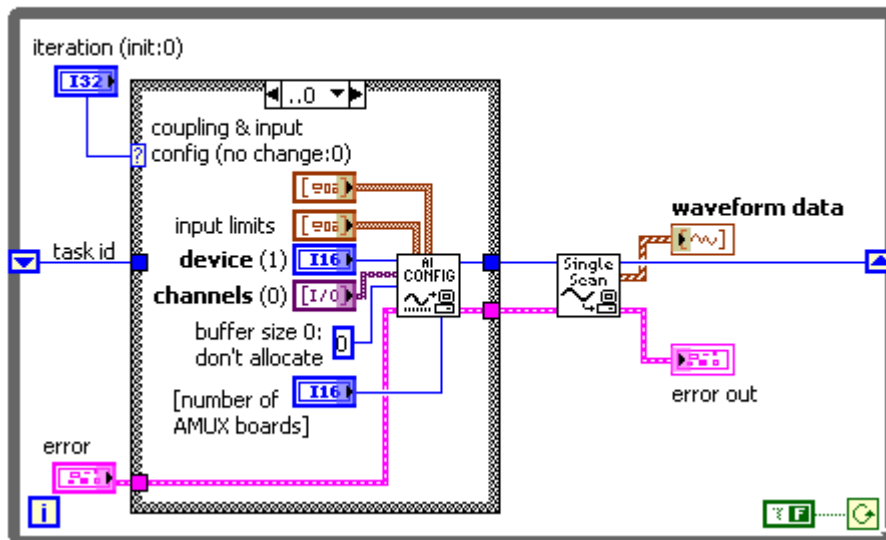 iteration (init:0)
I32
..0
coupling & input
config (no change:0)
?
input limits
waveform data
task id
device (1)
I16
AI
CONFIG
Single
Scan
channels (0)
[I/O]
buffer size 0:
don't allocate
0
I16
[number of
AMUX boards]
error out
error
i
F